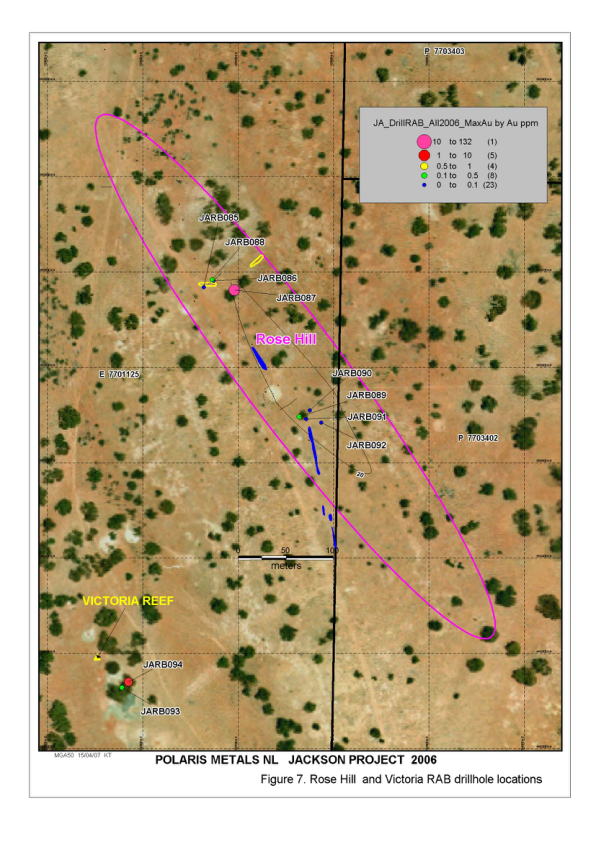 P 7703403
JA_DrillRAB_All2006_MaxAu by Au ppm
10 to 132 (1)
1 to 10 (5)
0.5 to 1 (4)
0.1 to 0.5 (8)
0 to 0.1 (23)
JARB085
JARB088
JARB086
JARB087
Rose Hill
E 7701125
JARB090
JARB089
JARB091
P 7703402
JARB092
20
0 50 100
meters
VICTORIA REEF
JARB094
JARB093
MGA50 15/04/07 KT
POLARIS METALS NL JACKSON PROJECT 2006
Figure 7. Rose Hill and Victoria RAB drillhole locations